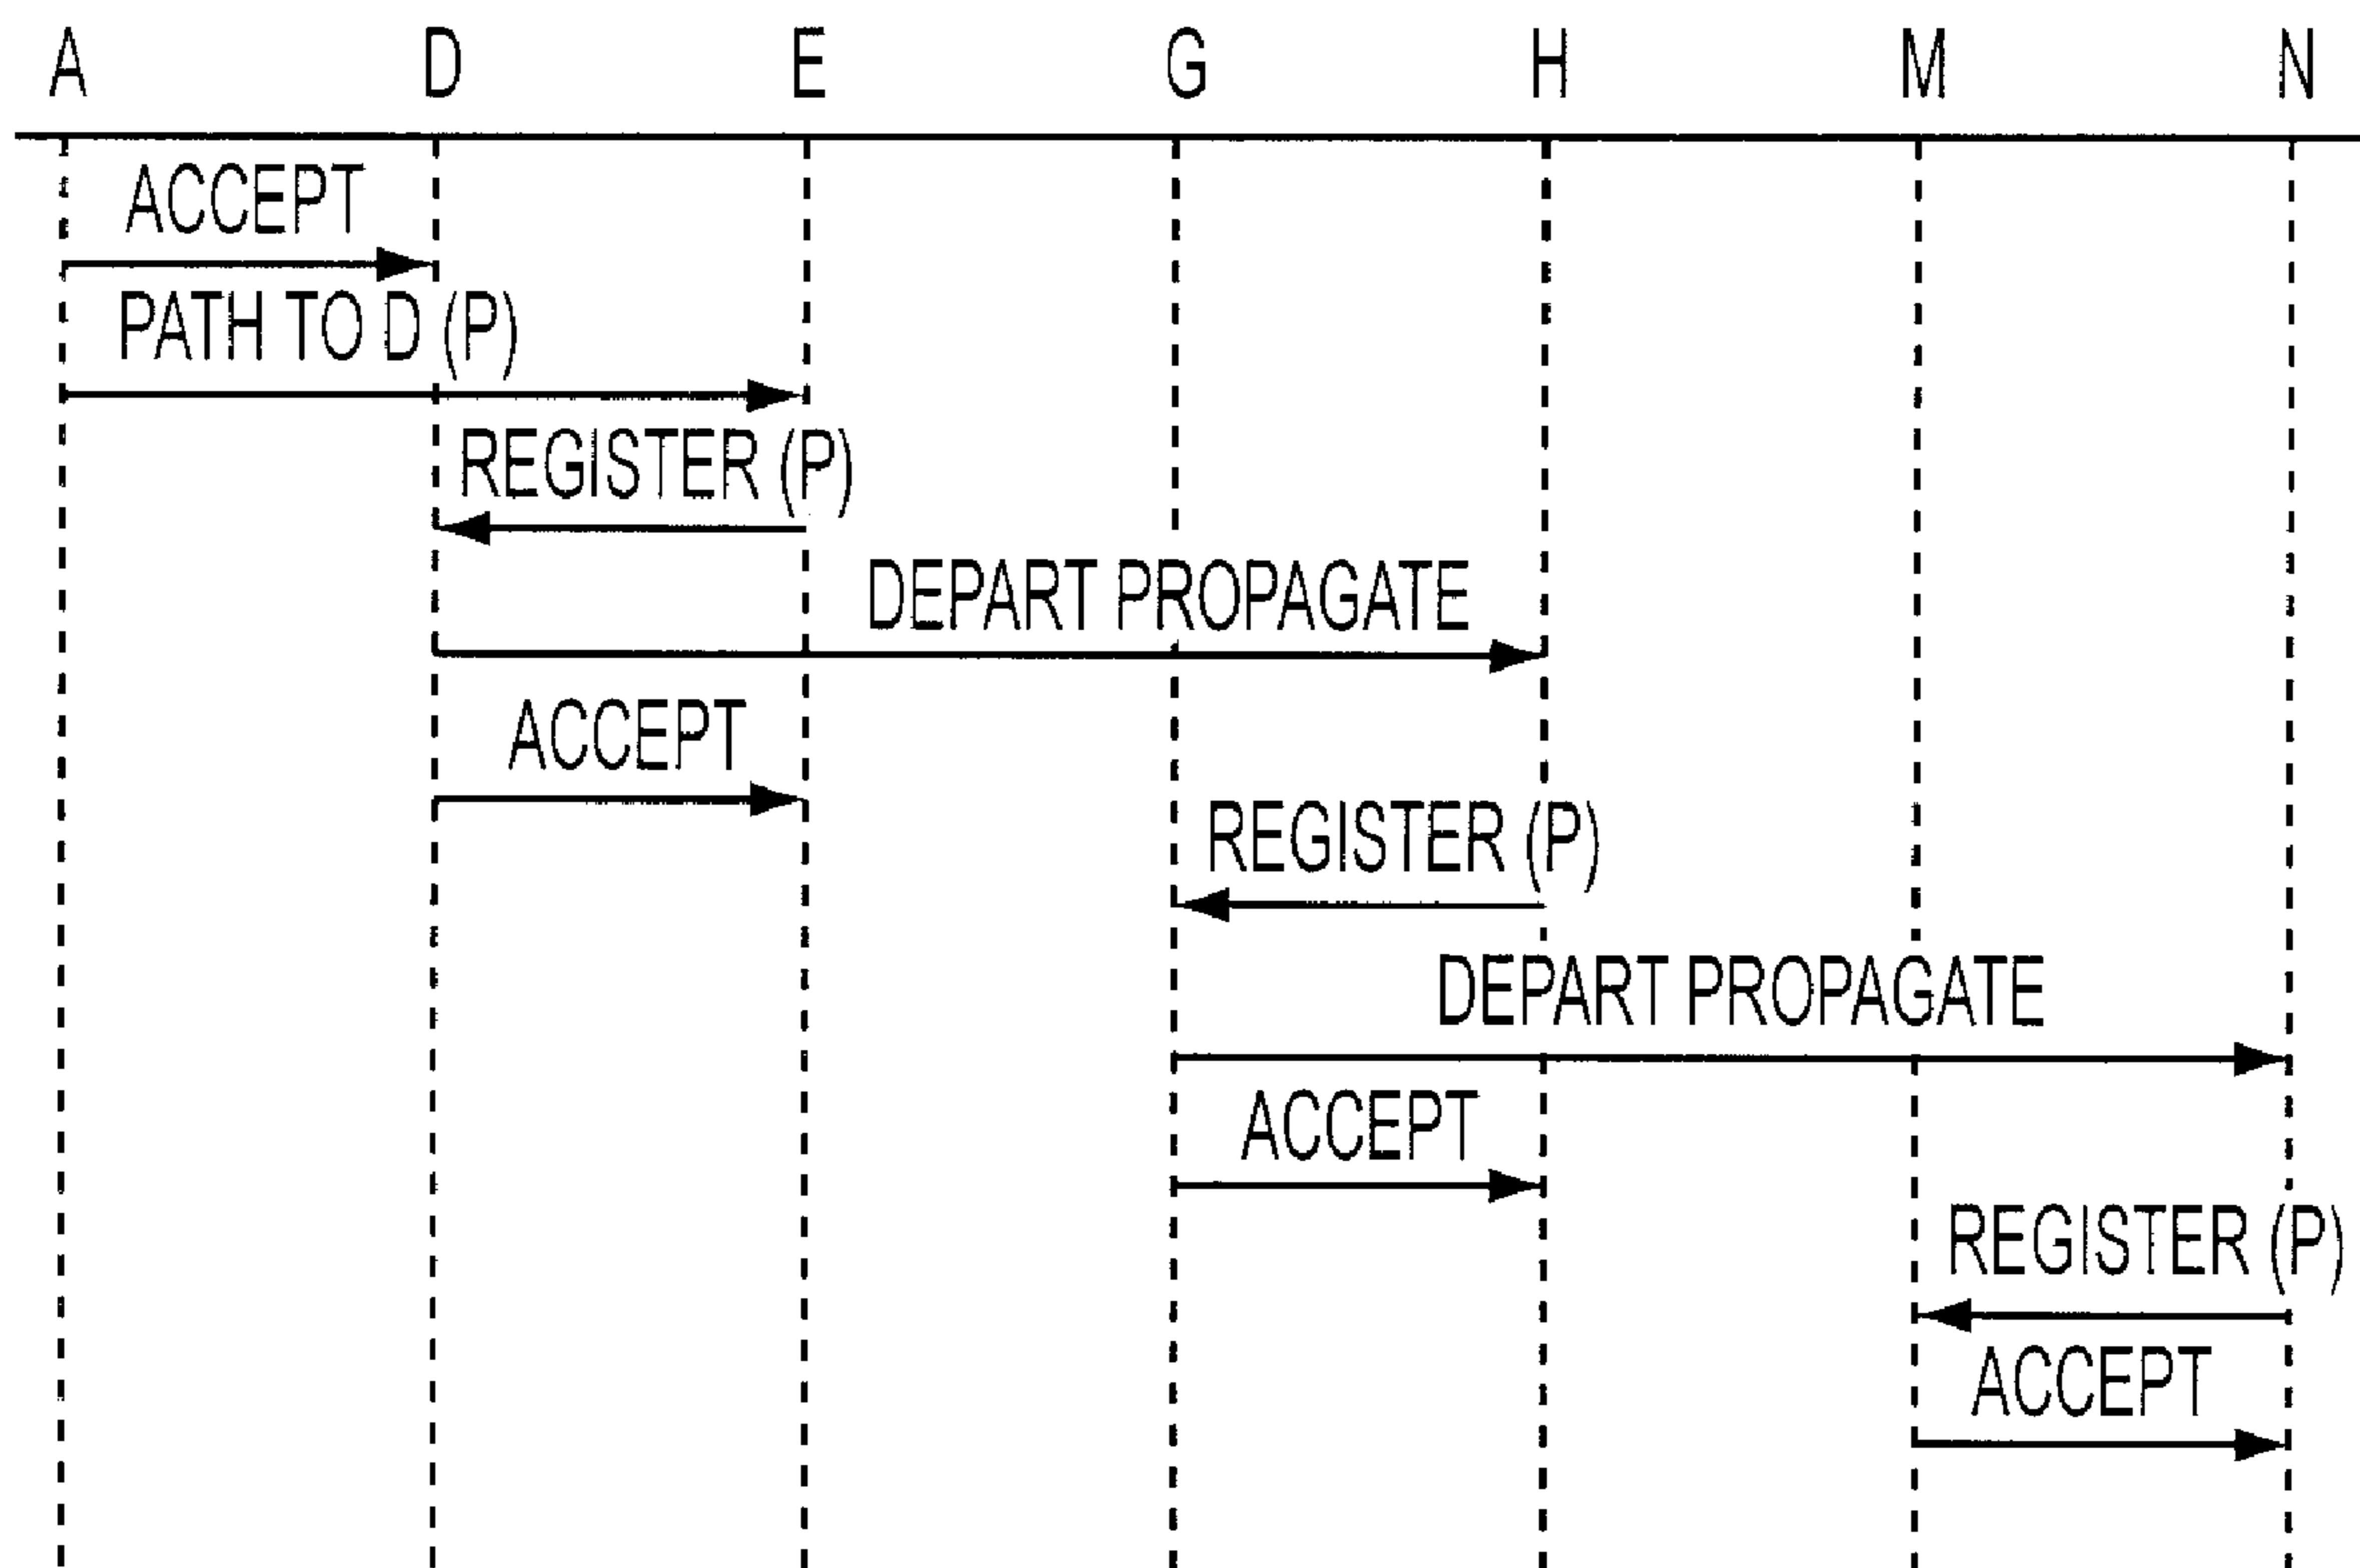 A D E G H M N
ACCEPT
PATH TO D (P)
REGISTER (P)
DEPART PROPAGATE
ACCEPT
REGISTER (P)
DEPART PROPAGATE
ACCEPT
REGISTER (P)
ACCEPT